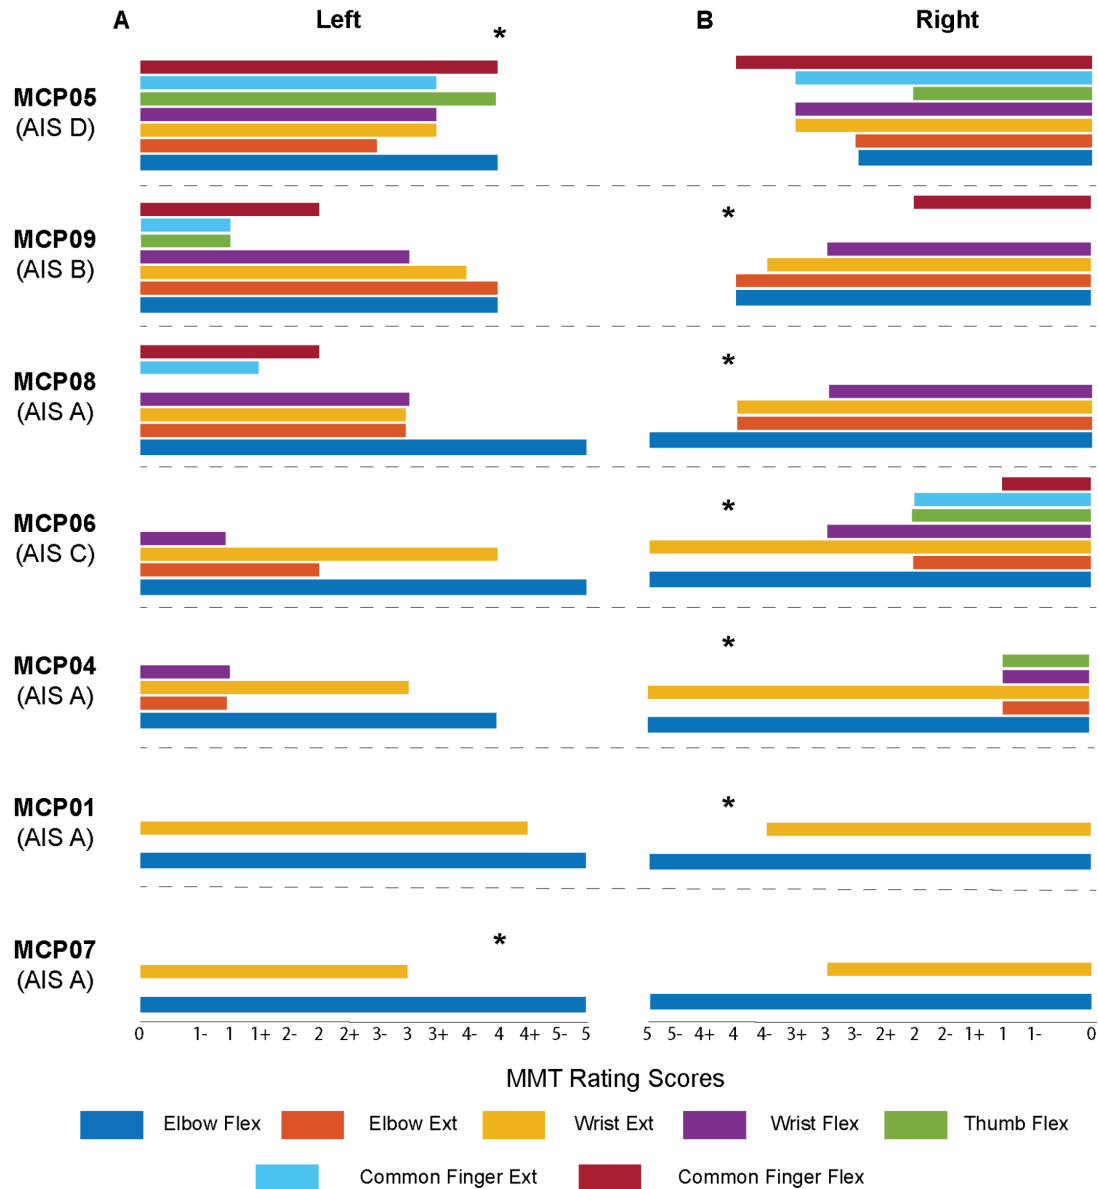 A Left B Right
*
MCP05
(AIS D)
*
MCP09
(AIS B)
*
MCP08
(AIS A)
*
MCP06
(AIS C)
*
MCP04
(AIS A)
*
MCP01
(AIS A)
*
MCP07
(AIS A)
0 1- 1 1+ 2- 2 2+ 3- 3 3+ 4- 4 4+ 5- 5
5 5- 4+ 4 4- 3+ 3 3- 2+ 2 2- 1+ 1 1- 0
MMT Rating Scores
Elbow Flex Elbow Ext Wrist Ext Wrist Flex Thumb Flex
Common Finger Ext Common Finger Flex